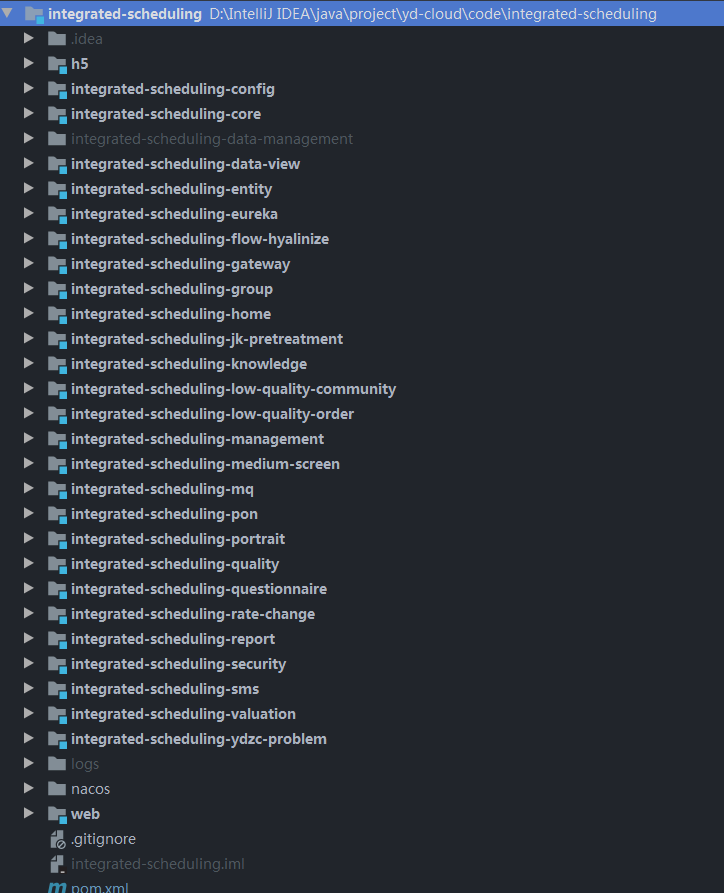 integrated-scheduling D:\IntelliJ IDEA\java\project\yd-cloud\code\integrated-scheduling
.idea
h5
integrated-scheduling-config
integrated-scheduling-core
integrated-scheduling-data-management
integrated-scheduling-data-view
integrated-scheduling-entity
integrated-scheduling-eureka
integrated-scheduling-flow-hyalinize
integrated-scheduling-gateway
integrated-scheduling-group
integrated-scheduling-home
integrated-scheduling-jk-pretreatment
integrated-scheduling-knowledge
integrated-scheduling-low-quality-community
integrated-scheduling-low-quality-order
integrated-scheduling-management
integrated-scheduling-medium-screen
integrated-scheduling-mq
integrated-scheduling-pon
integrated-scheduling-portrait
integrated-scheduling-quality
integrated-scheduling-questionnaire
integrated-scheduling-rate-change
integrated-scheduling-report
integrated-scheduling-security
integrated-scheduling-sms
integrated-scheduling-valuation
integrated-scheduling-ydzc-problem
logs
nacos
web
.gitignore
integrated-scheduling.iml
pom.xml